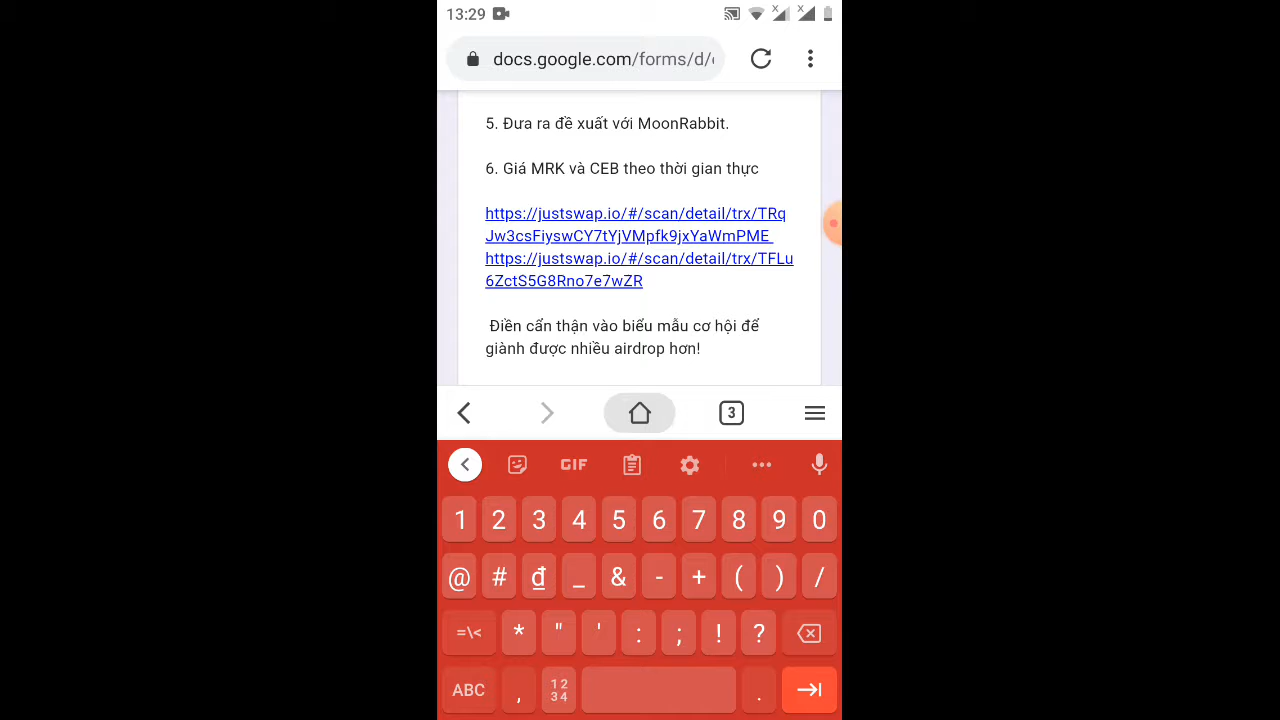 13:29
docs.google.com/forms/d/
5. Đưa ra đề xuất với MoonRabbit.
6. Giá MRK và CEB theo thời gian thực
https://justswap.io/#/scan/detail/trx/TRq
Jw3csFiyswCY7tYjVMpfk9jxYaWmPME
https://justswap.io/#/scan/detail/trx/TFLu
6ZctS5G8Rno7e7wZR
Điền cẩn thận vào biểu mẫu cơ hội để
giành được nhiều airdrop hơn!
3
GIF
1 2 3 4 5 6 7 8 9 0
@ # ₫ _ & - + ( ) /
=\< * " ' : ; ! ?
ABC , 12 .
34